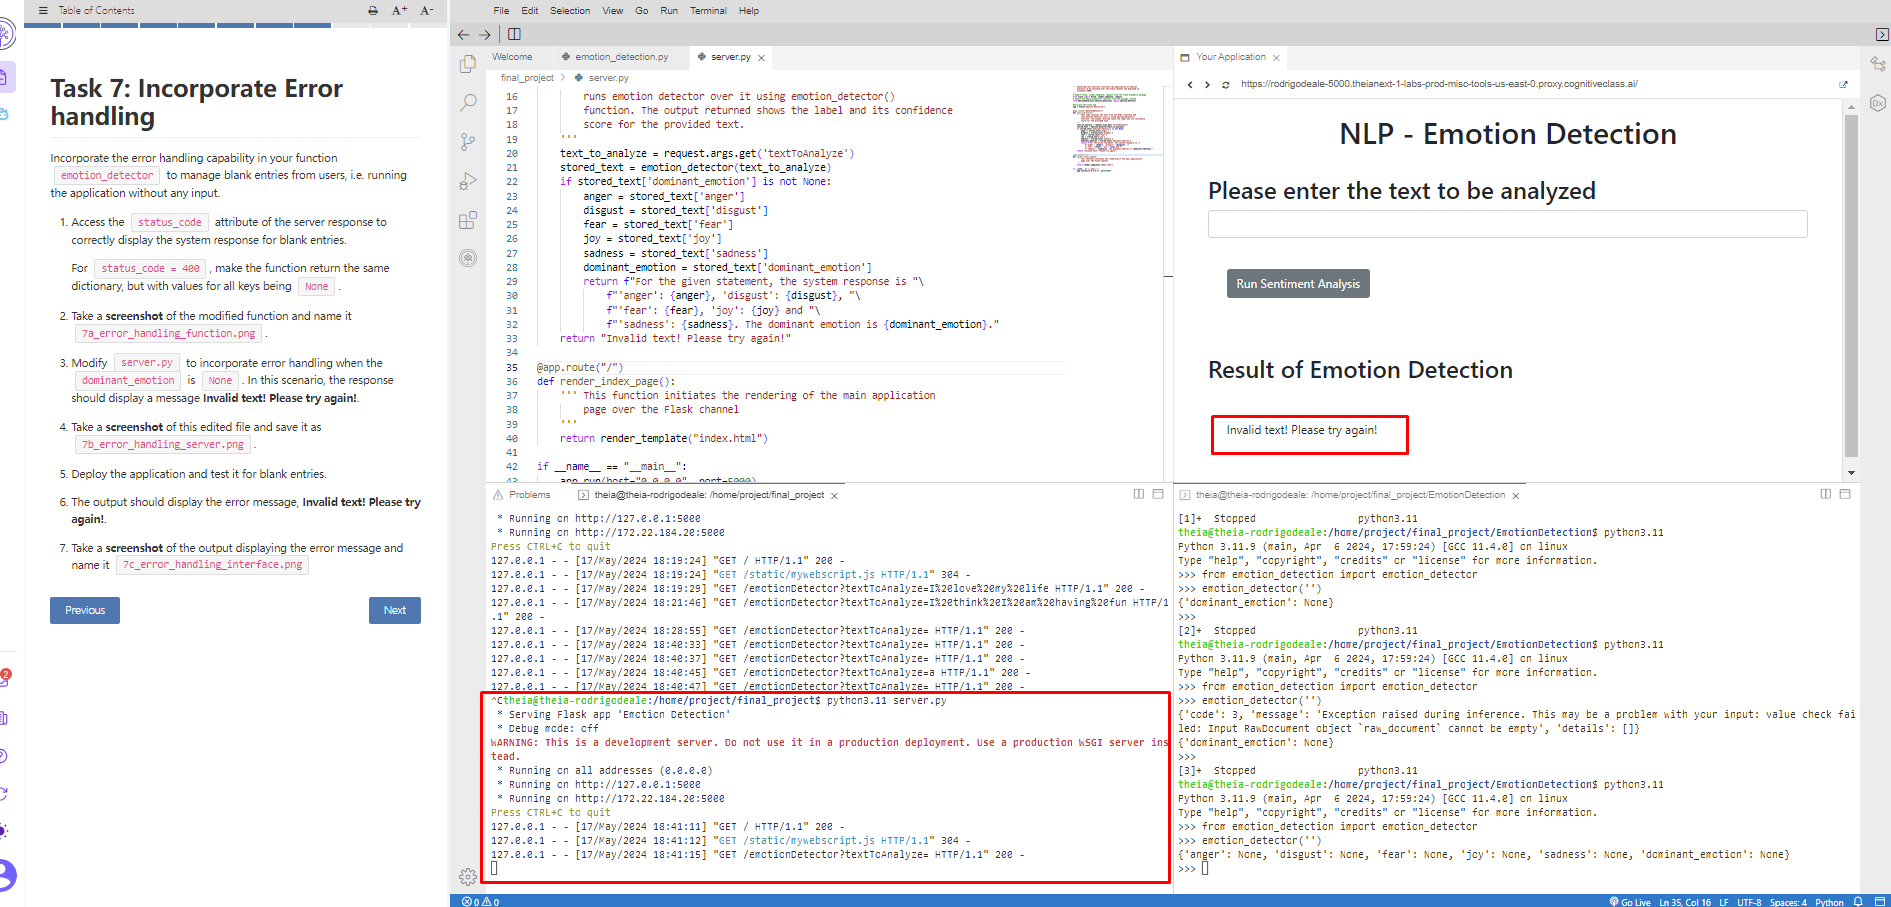 Table of Contents
A+ A-
File Edit Selection View Go Run Terminal Help
Task 7: Incorporate Error
handling
Incorporate the error handling capability in your function
emotion_detector to manage blank entries from users, i.e. running
the application without any input.
1. Access the status_code attribute of the server response to
correctly display the system response for blank entries.
For status_code = 400 , make the function return the same
dictionary, but with values for all keys being None .
2. Take a screenshot of the modified function and name it
7a_error_handling_function.png .
3. Modify server.py to incorporate error handling when the
dominant_emotion is None . In this scenario, the response
should display a message Invalid text! Please try again!.
4. Take a screenshot of this edited file and save it as
7b_error_handling_server.png .
5. Deploy the application and test it for blank entries.
6. The output should display the error message, Invalid text! Please try
again!.
7. Take a screenshot of the output displaying the error message and
name it 7c_error_handling_interface.png
Previous
Next
2
Welcome
emotion_detection.py
server.py
final_project > server.py
16 runs emotion detector over it using emotion_detector()
17 function. The output returned shows the label and its confidence
18 score for the provided text.
19 '''
20 text_to_analyze = request.args.get('textToAnalyze')
21 stored_text = emotion_detector(text_to_analyze)
22 if stored_text['dominant_emotion'] is not None:
23 anger = stored_text['anger']
24 disgust = stored_text['disgust']
25 fear = stored_text['fear']
26 joy = stored_text['joy']
27 sadness = stored_text['sadness']
28 dominant_emotion = stored_text['dominant_emotion']
29 return f"For the given statement, the system response is "\
30 f"'anger': {anger}, 'disgust': {disgust}, "\
31 f"'fear': {fear}, 'joy': {joy} and "\
32 f"'sadness': {sadness}. The dominant emotion is {dominant_emotion}."
33 return "Invalid text! Please try again!"
34
35 @app.route("/")
36 def render_index_page():
37 ''' This function initiates the rendering of the main application
38 page over the Flask channel
39 '''
40 return render_template("index.html")
41
42 if __name__ == "__main__":
43 app.run(host="0.0.0.0", port=5000)
Your Application
https://rodrigodeale-5000.theianext-1-labs-prod-misc-tools-us-east-0.proxy.cognitiveclass.ai/
NLP - Emotion Detection
Please enter the text to be analyzed
Run Sentiment Analysis
Result of Emotion Detection
Invalid text! Please try again!
Problems
theia@theia-rodrigodeale: /home/project/final_project
* Running on http://127.0.0.1:5000
* Running on http://172.22.184.20:5000
Press CTRL+C to quit
127.0.0.1 - - [17/May/2024 18:19:24] "GET / HTTP/1.1" 200 -
127.0.0.1 - - [17/May/2024 18:19:24] "GET /static/mywebscript.js HTTP/1.1" 304 -
127.0.0.1 - - [17/May/2024 18:19:29] "GET /emotionDetector?textToAnalyze=I%20love%20my%20life HTTP/1.1" 200 -
127.0.0.1 - - [17/May/2024 18:21:46] "GET /emotionDetector?textToAnalyze=I%20think%20I%20am%20having%20fun HTTP/1
.1" 200 -
127.0.0.1 - - [17/May/2024 18:28:55] "GET /emotionDetector?textToAnalyze= HTTP/1.1" 200 -
127.0.0.1 - - [17/May/2024 18:40:33] "GET /emotionDetector?textToAnalyze= HTTP/1.1" 200 -
127.0.0.1 - - [17/May/2024 18:40:37] "GET /emotionDetector?textToAnalyze= HTTP/1.1" 200 -
127.0.0.1 - - [17/May/2024 18:40:45] "GET /emotionDetector?textToAnalyze=a HTTP/1.1" 200 -
127.0.0.1 - - [17/May/2024 18:40:47] "GET /emotionDetector?textToAnalyze= HTTP/1.1" 200 -
^Ctheia@theia-rodrigodeale:/home/project/final_project$ python3.11 server.py
* Serving Flask app 'Emotion Detection'
* Debug mode: off
WARNING: This is a development server. Do not use it in a production deployment. Use a production WSGI server ins
tead.
* Running on all addresses (0.0.0.0)
* Running on http://127.0.0.1:5000
* Running on http://172.22.184.20:5000
Press CTRL+C to quit
127.0.0.1 - - [17/May/2024 18:41:11] "GET / HTTP/1.1" 200 -
127.0.0.1 - - [17/May/2024 18:41:12] "GET /static/mywebscript.js HTTP/1.1" 304 -
127.0.0.1 - - [17/May/2024 18:41:15] "GET /emotionDetector?textToAnalyze= HTTP/1.1" 200 -
theia@theia-rodrigodeale: /home/project/final_project/EmotionDetection
[1]+ Stopped python3.11
theia@theia-rodrigodeale:/home/project/final_project/EmotionDetection$ python3.11
Python 3.11.9 (main, Apr 6 2024, 17:59:24) [GCC 11.4.0] on linux
Type "help", "copyright", "credits" or "license" for more information.
>>> from emotion_detection import emotion_detector
>>> emotion_detector('')
{'dominant_emotion': None}
>>>
[2]+ Stopped python3.11
theia@theia-rodrigodeale:/home/project/final_project/EmotionDetection$ python3.11
Python 3.11.9 (main, Apr 6 2024, 17:59:24) [GCC 11.4.0] on linux
Type "help", "copyright", "credits" or "license" for more information.
>>> from emotion_detection import emotion_detector
>>> emotion_detector('')
{'code': 3, 'message': 'Exception raised during inference. This may be a problem with your input: value check fai
led: Input RawDocument object `raw_document` cannot be empty', 'details': []}
{'dominant_emotion': None}
>>>
[3]+ Stopped python3.11
theia@theia-rodrigodeale:/home/project/final_project/EmotionDetection$ python3.11
Python 3.11.9 (main, Apr 6 2024, 17:59:24) [GCC 11.4.0] on linux
Type "help", "copyright", "credits" or "license" for more information.
>>> from emotion_detection import emotion_detector
>>> emotion_detector('')
{'anger': None, 'disgust': None, 'fear': None, 'joy': None, 'sadness': None, 'dominant_emotion': None}
>>>
0 0
Go Live Ln 35, Col 16 LF UTF-8 Spaces: 4 Python